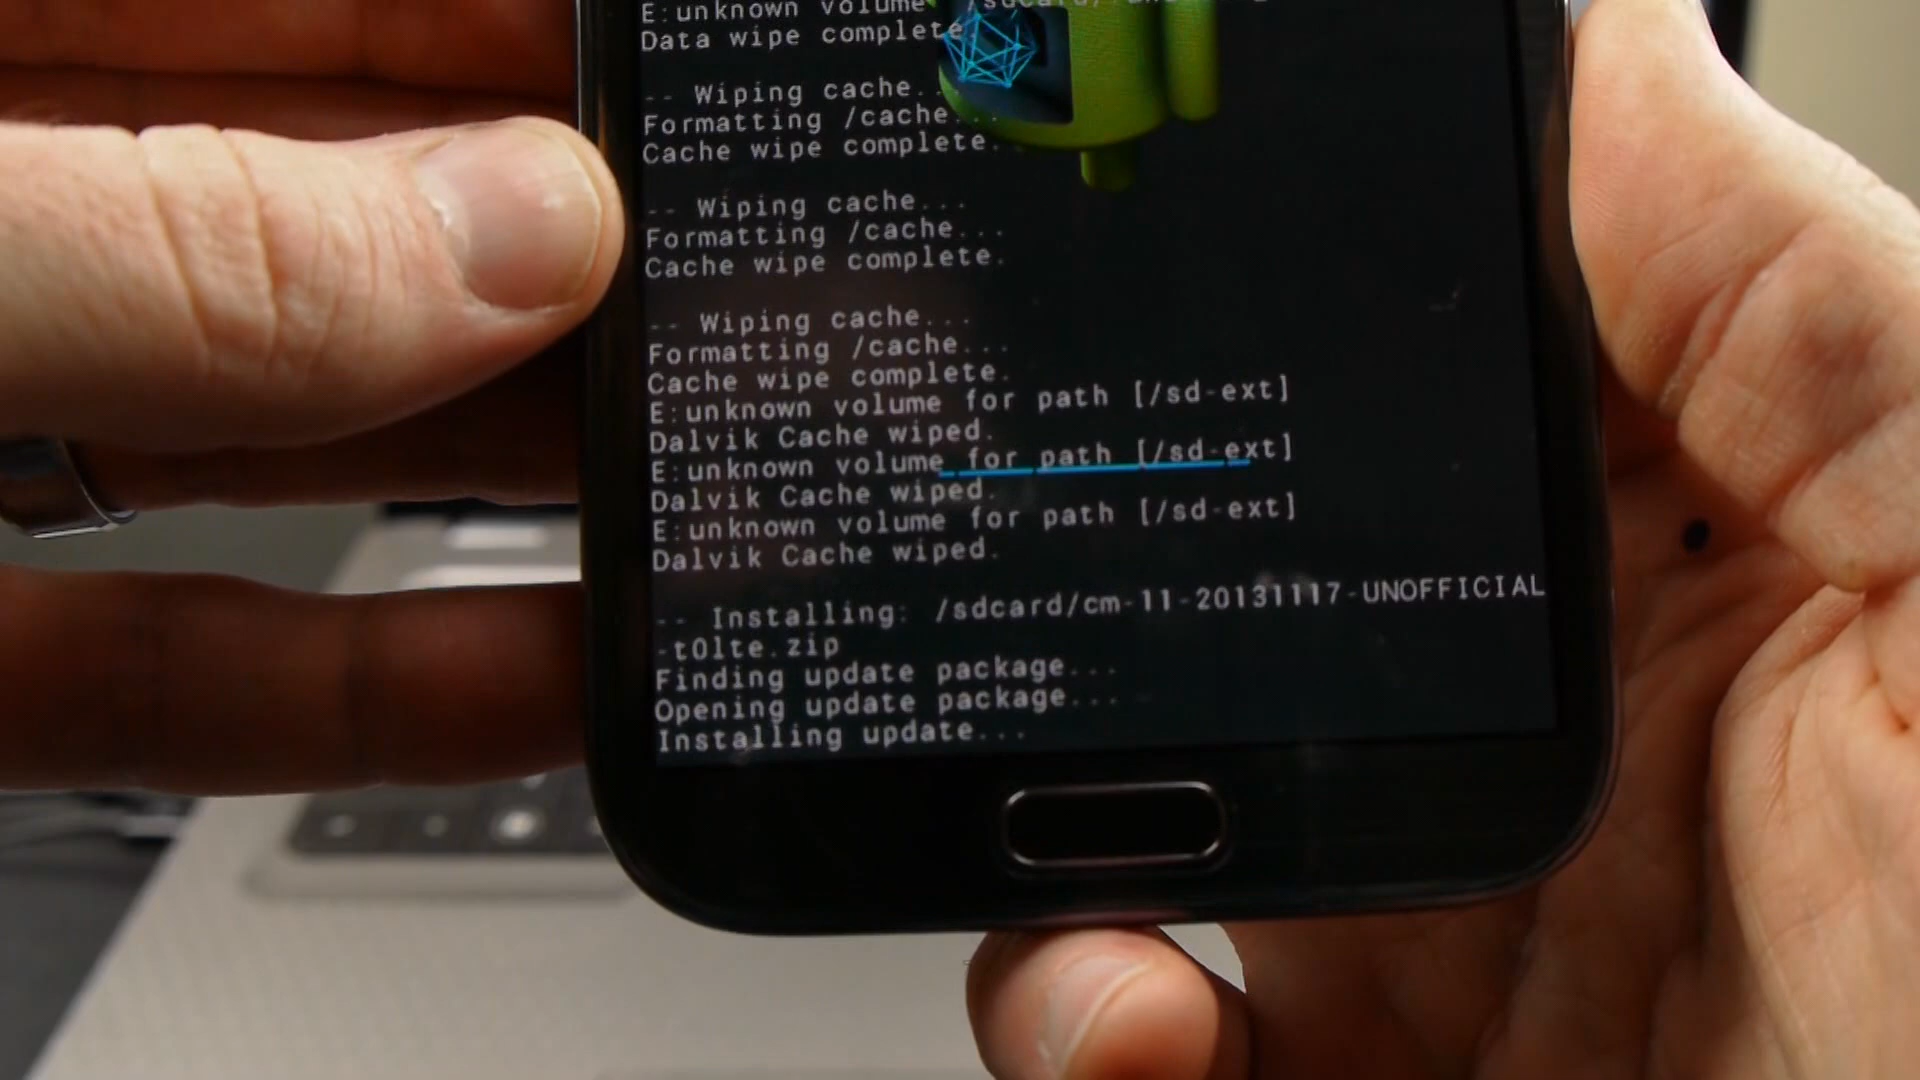 E:unknown volume
Data wipe complete
-- Wiping cache..
Formatting /cache...
Cache wipe complete.
-- Wiping cache...
Formatting /cache...
Cache wipe complete.
-- Wiping cache...
Formatting /cache...
Cache wipe complete.
E:unknown volume for path [/sd-ext]
Dalvik Cache wiped.
E:unknown volume for path [/sd-ext]
Dalvik Cache wiped.
E:unknown volume for path [/sd-ext]
Dalvik Cache wiped.
-- Installing: /sdcard/cm-11-20131117-UNOFFICIAL
-t0lte.zip
Finding update package...
Opening update package...
Installing update...